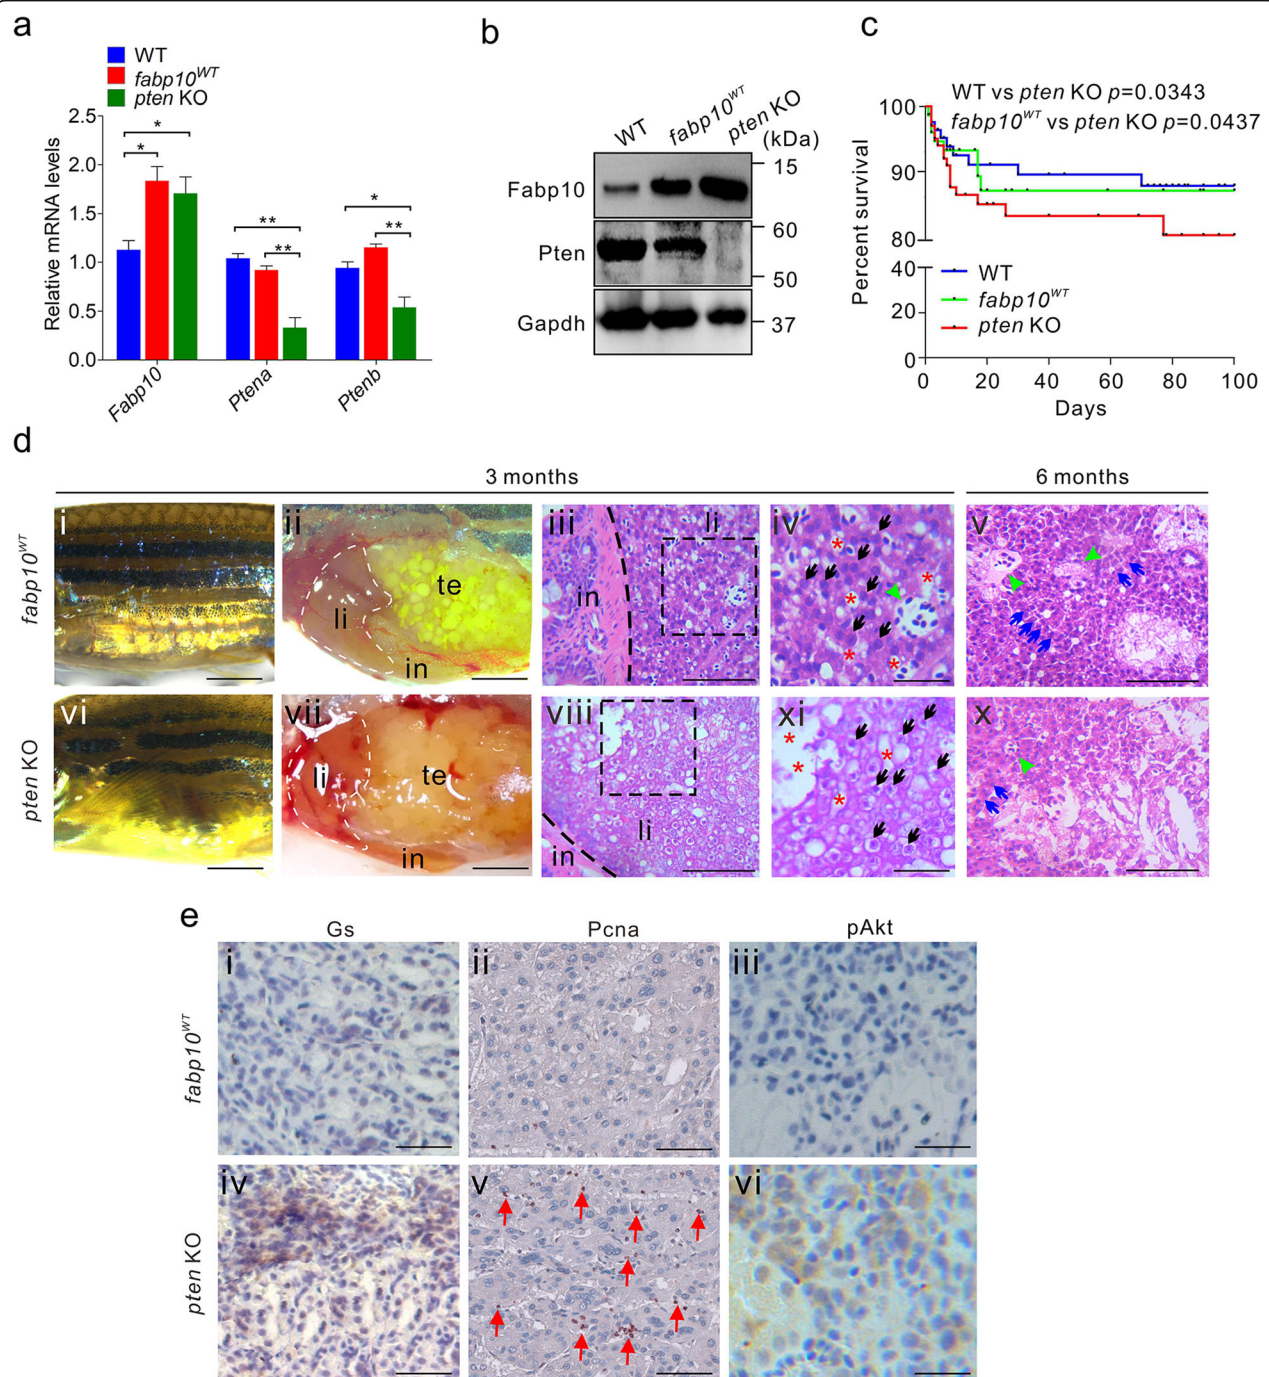 a
WT
fabp10WT
pten KO
Relative mRNA levels
2.5
2.0
1.5
1.0
0.5
0.0
* * ** ** * **
Fabp10
Ptena
Ptenb
b
WT
fabp10WT
pten KO
(kDa)
Fabp10
15
Pten
60
50
Gapdh
37
c
WT vs pten KO p=0.0343
fabp10WT vs pten KO p=0.0437
Percent survival
100
90
80
40
20
0
WT
fabp10WT
pten KO
0 20 40 60 80 100
Days
d
3 months
6 months
fabp10WT
i
ii
li
te
in
iii
in
li
iv
* * * * *
v
pten KO
vi
vii
li
te
in
viii
li
in
xi
* * * *
x
e
Gs
Pcna
pAkt
fabp10WT
i
ii
iii
pten KO
iv
v
vi